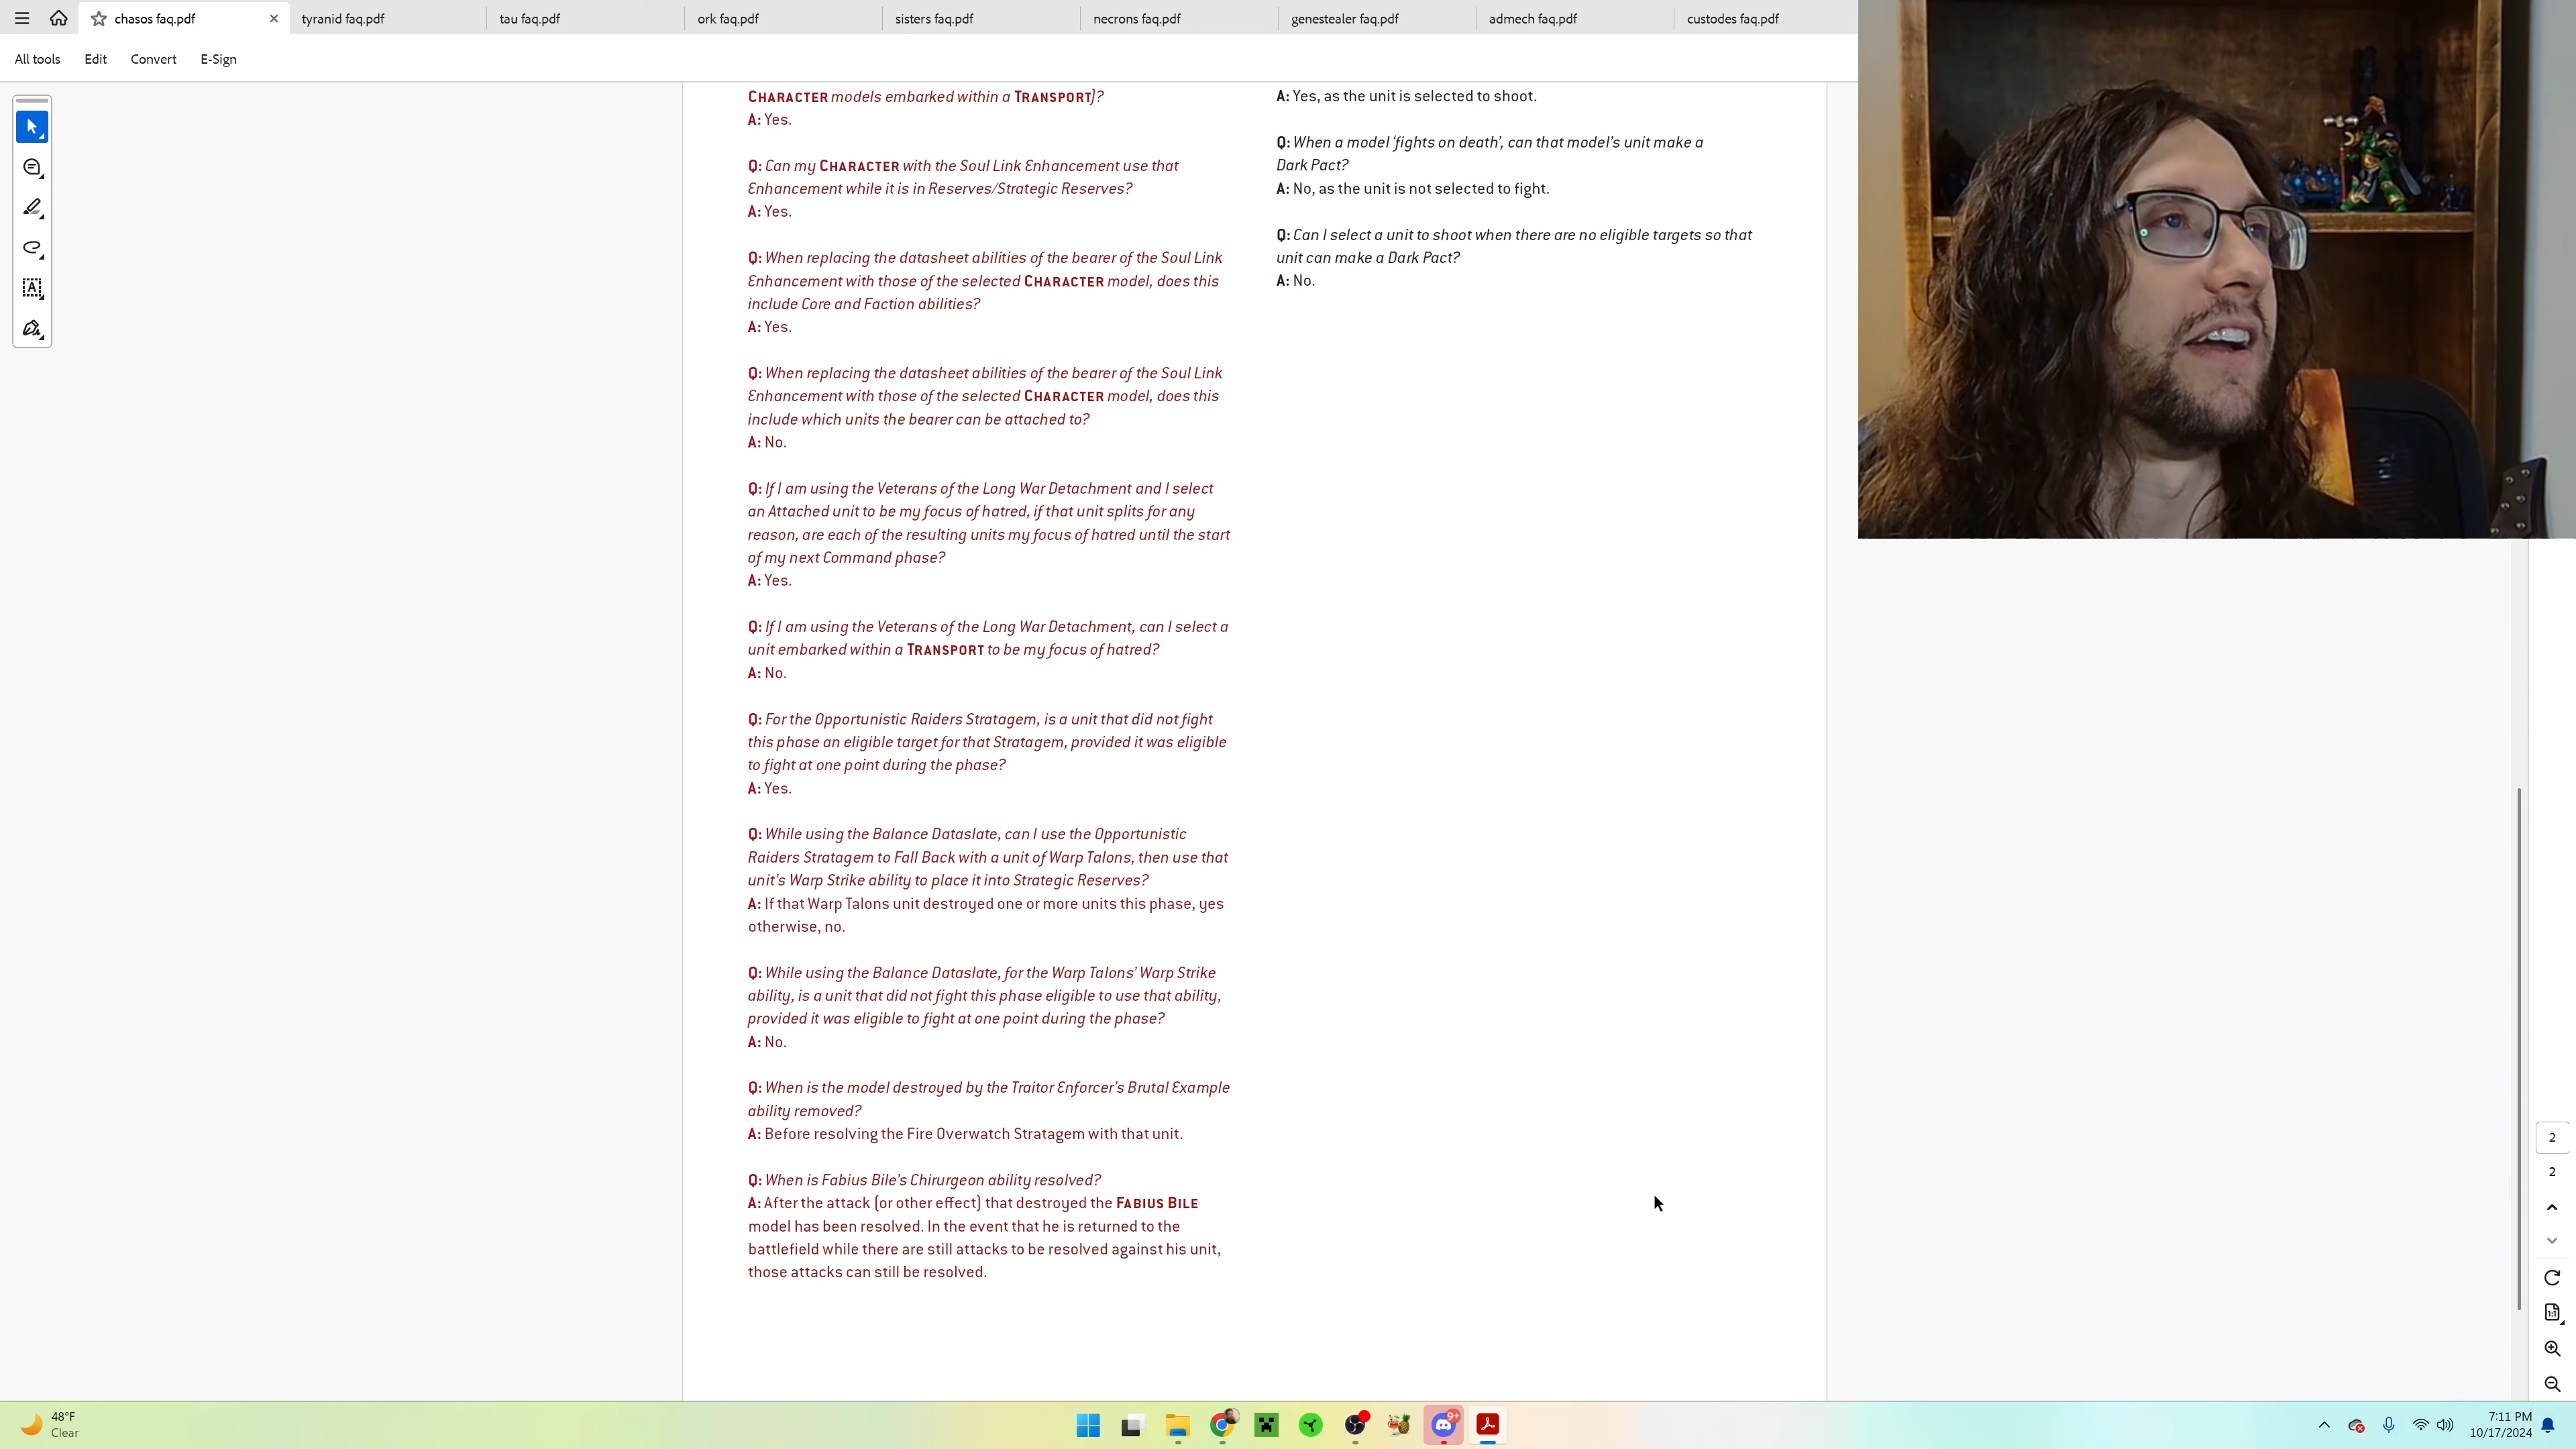 chasos faq.pdf
tyranid faq.pdf
tau faq.pdf
ork faq.pdf
sisters faq.pdf
necrons faq.pdf
genestealer faq.pdf
admech faq.pdf
custodes faq.pdf
All tools
Edit
Convert
E-Sign
CHARACTER models embarked within a TRANSPORT)?
A: Yes.
Q: Can my CHARACTER with the Soul Link Enhancement use that
Enhancement while it is in Reserves/Strategic Reserves?
A: Yes.
Q: When replacing the datasheet abilities of the bearer of the Soul Link
Enhancement with those of the selected CHARACTER model, does this
include Core and Faction abilities?
A: Yes.
Q: When replacing the datasheet abilities of the bearer of the Soul Link
Enhancement with those of the selected CHARACTER model, does this
include which units the bearer can be attached to?
A: No.
Q: If I am using the Veterans of the Long War Detachment and I select
an Attached unit to be my focus of hatred, if that unit splits for any
reason, are each of the resulting units my focus of hatred until the start
of my next Command phase?
A: Yes.
Q: If I am using the Veterans of the Long War Detachment, can I select a
unit embarked within a TRANSPORT to be my focus of hatred?
A: No.
Q: For the Opportunistic Raiders Stratagem, is a unit that did not fight
this phase an eligible target for that Stratagem, provided it was eligible
to fight at one point during the phase?
A: Yes.
Q: While using the Balance Dataslate, can I use the Opportunistic
Raiders Stratagem to Fall Back with a unit of Warp Talons, then use that
unit's Warp Strike ability to place it into Strategic Reserves?
A: If that Warp Talons unit destroyed one or more units this phase, yes
otherwise, no.
Q: While using the Balance Dataslate, for the Warp Talons' Warp Strike
ability, is a unit that did not fight this phase eligible to use that ability,
provided it was eligible to fight at one point during the phase?
A: No.
Q: When is the model destroyed by the Traitor Enforcer's Brutal Example
ability removed?
A: Before resolving the Fire Overwatch Stratagem with that unit.
Q: When is Fabius Bile's Chirurgeon ability resolved?
A: After the attack (or other effect) that destroyed the FABIUS BILE
model has been resolved. In the event that he is returned to the
battlefield while there are still attacks to be resolved against his unit,
those attacks can still be resolved.
A: Yes, as the unit is selected to shoot.
Q: When a model 'fights on death', can that model's unit make a
Dark Pact?
A: No, as the unit is not selected to fight.
Q: Can I select a unit to shoot when there are no eligible targets so that
unit can make a Dark Pact?
A: No.
2
2
48°F
Clear
9+
7:11 PM
10/17/2024